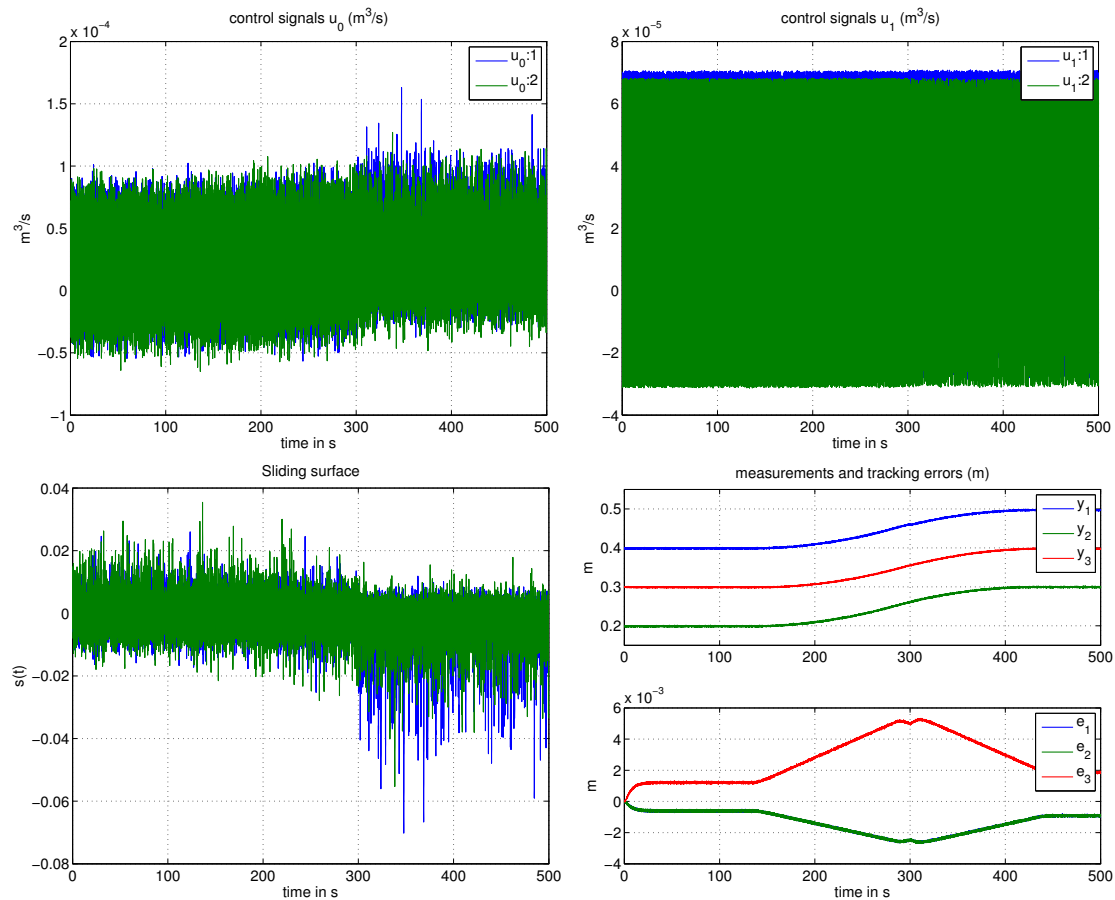 control signals u₀ (m³/s)
x 10⁻⁴
2
1.5
1
0.5
0
−0.5
−1
m³/s
u₀:1
u₀:2
0 100 200 300 400 500
time in s
control signals u₁ (m³/s)
x 10⁻⁵
8
6
4
2
0
−2
−4
m³/s
u₁:1
u₁:2
0 100 200 300 400 500
time in s
Sliding surface
0.04
0.02
0
−0.02
−0.04
−0.06
−0.08
s(t)
0 100 200 300 400 500
time in s
measurements and tracking errors (m)
0.5
0.4
0.3
0.2
m
y₁
y₂
y₃
0 100 200 300 400 500
x 10⁻³
6
4
2
0
−2
−4
m
e₁
e₂
e₃
0 100 200 300 400 500
time in s